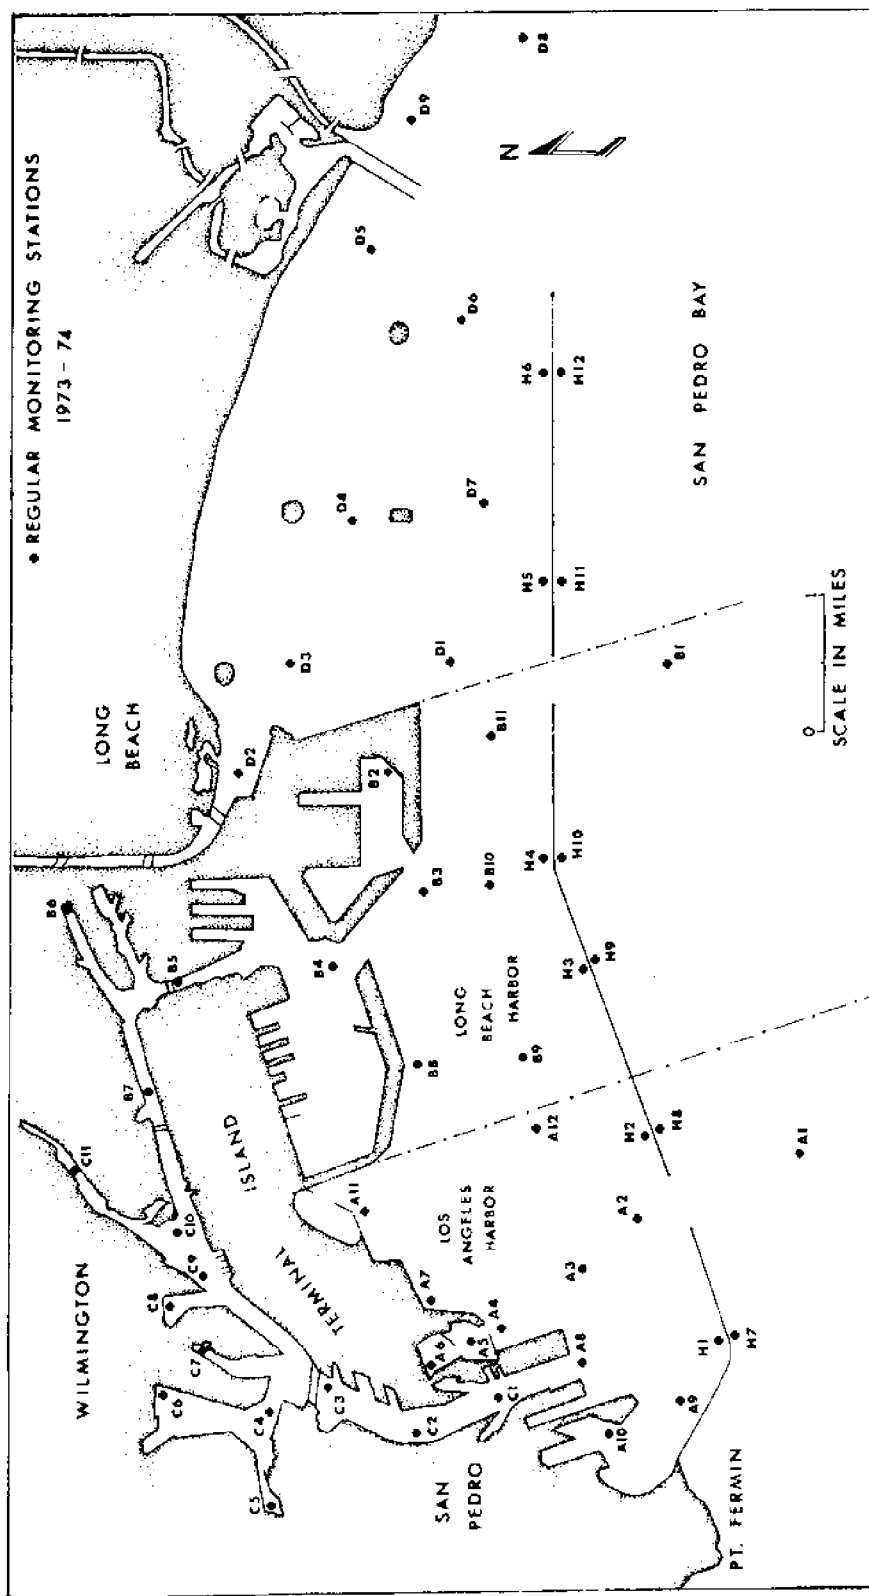 • REGULAR MONITORING STATIONS
1973 - 74
WILMINGTON
LONG
BEACH
TERMINAL
ISLAND
SAN
PEDRO
LOS
ANGELES
HARBOR
LONG
BEACH
HARBOR
PT. FERMIN
SAN PEDRO BAY
N
0 1
SCALE IN MILES
A1
A2
A3
A4
A5
A6
A7
A8
A9
A10
A11
A12
B1
B2
B3
B4
B5
B6
B7
B8
B9
B10
B11
C1
C2
C3
C4
C5
C6
C7
C8
C9
C10
C11
D1
D2
D3
D4
D5
D6
D7
D8
D9
H1
H2
H3
H4
H5
H6
H7
H8
H9
H10
H11
H12